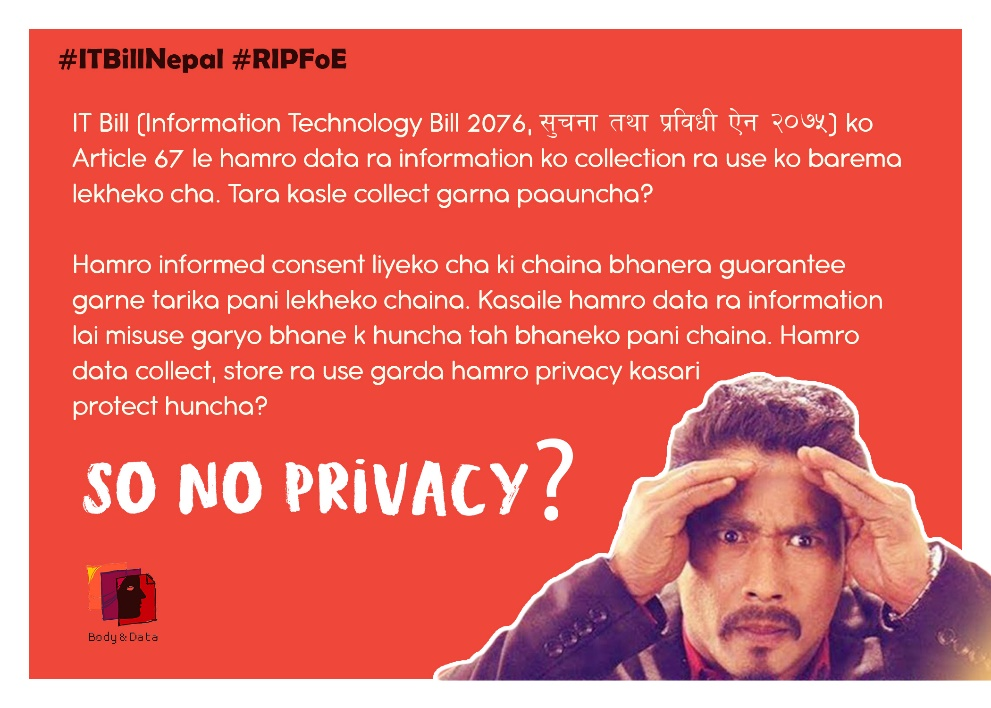 #ITBillNepal #RIPFoE
IT Bill (Information Technology Bill 2076, सुचना तथा प्रविधी ऐन २०७५) ko
Article 67 le hamro data ra information ko collection ra use ko barema
lekheko cha. Tara kasle collect garna paauncha?
Hamro informed consent liyeko cha ki chaina bhanera guarantee
garne tarika pani lekheko chaina. Kasaile hamro data ra information
lai misuse garyo bhane k huncha tah bhaneko pani chaina. Hamro
data collect, store ra use garda hamro privacy kasari
protect huncha?
SO NO PRIVACY?
Body & Data